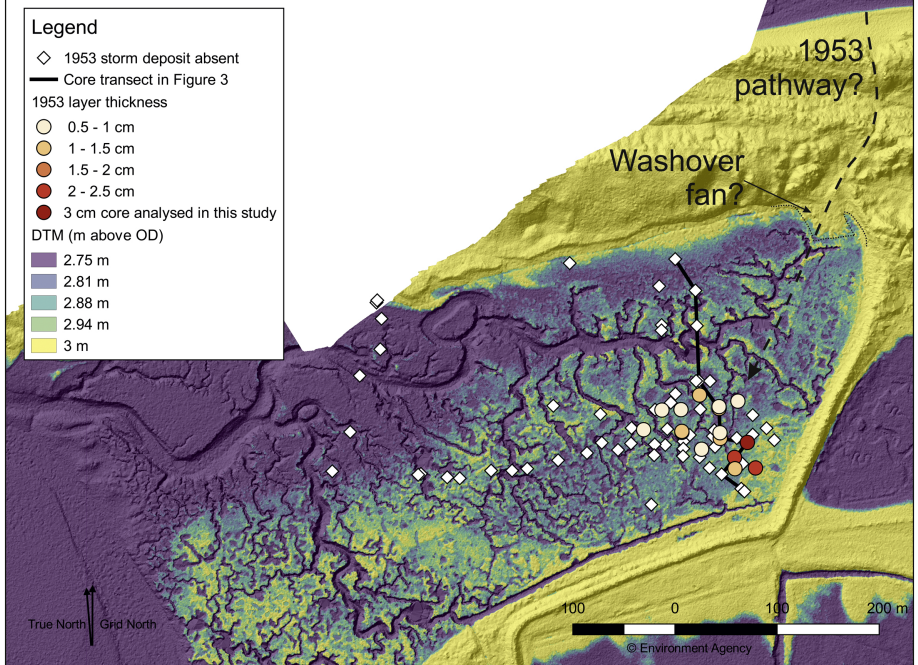 Legend
1953 storm deposit absent
Core transect in Figure 3
1953 layer thickness
0.5 - 1 cm
1 - 1.5 cm
1.5 - 2 cm
2 - 2.5 cm
3 cm core analysed in this study
DTM (m above OD)
2.75 m
2.81 m
2.88 m
2.94 m
3 m
1953
pathway?
Washover
fan?
True North
Grid North
100 0 100 200 m
© Environment Agency